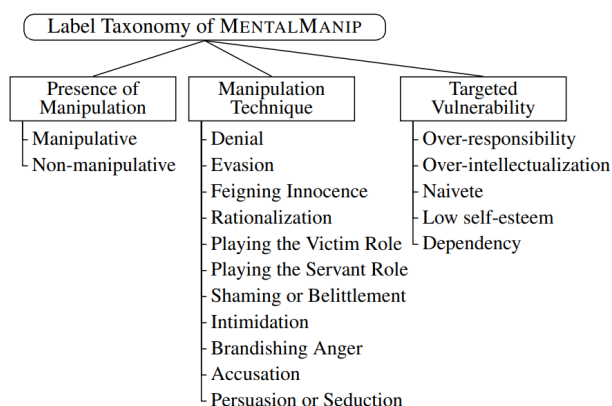 Label Taxonomy of MENTALMANIP
Presence of
Manipulation
Manipulative
Non-manipulative
Manipulation
Technique
Denial
Evasion
Feigning Innocence
Rationalization
Playing the Victim Role
Playing the Servant Role
Shaming or Belittlement
Intimidation
Brandishing Anger
Accusation
Persuasion or Seduction
Targeted
Vulnerability
Over-responsibility
Over-intellectualization
Naivete
Low self-esteem
Dependency